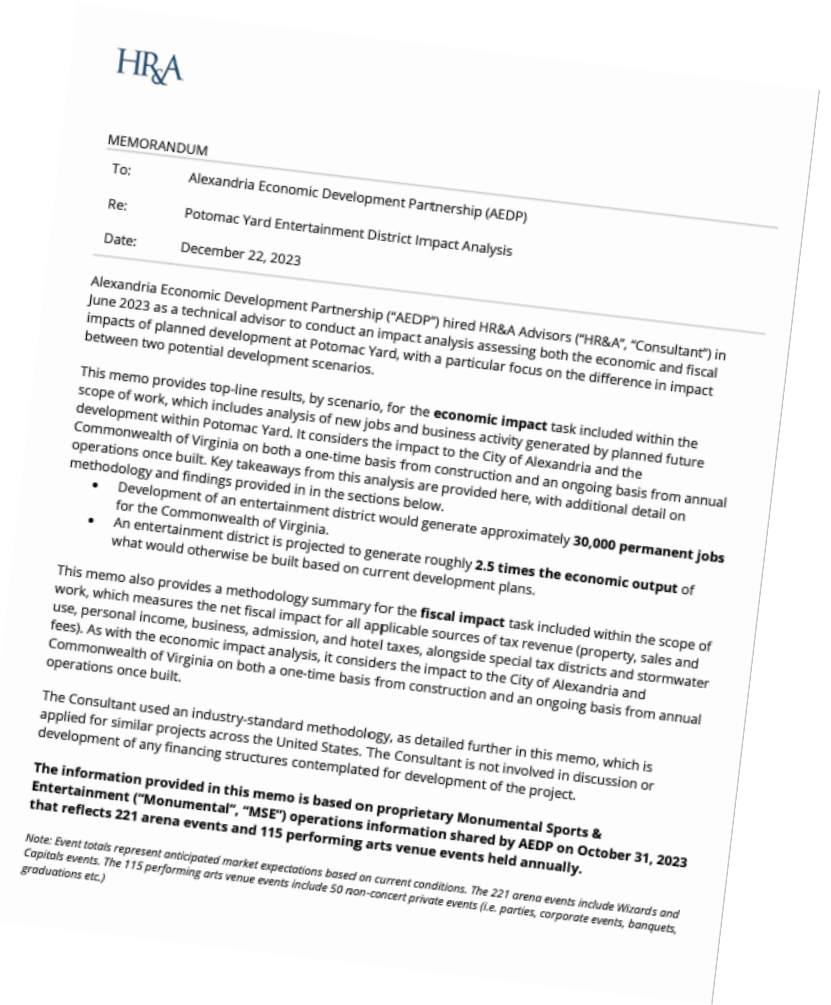 HR&A
MEMORANDUM
To: Alexandria Economic Development Partnership (AEDP)
Re: Potomac Yard Entertainment District Impact Analysis
Date: December 22, 2023
Alexandria Economic Development Partnership (“AEDP”) hired HR&A Advisors (“HR&A”, “Consultant”) in
June 2023 as a technical advisor to conduct an impact analysis assessing both the economic and fiscal
impacts of planned development at Potomac Yard, with a particular focus on the difference in impact
between two potential development scenarios.
This memo provides top-line results, by scenario, for the economic impact task included within the
scope of work, which includes analysis of new jobs and business activity generated by planned future
development within Potomac Yard. It considers the impact to the City of Alexandria and the
Commonwealth of Virginia on both a one-time basis from construction and an ongoing basis from annual
operations once built. Key takeaways from this analysis are provided here, with additional detail on
methodology and findings provided in in the sections below.
• Development of an entertainment district would generate approximately 30,000 permanent jobs
for the Commonwealth of Virginia.
• An entertainment district is projected to generate roughly 2.5 times the economic output of
what would otherwise be built based on current development plans.
This memo also provides a methodology summary for the fiscal impact task included within the scope of
work, which measures the net fiscal impact for all applicable sources of tax revenue (property, sales and
use, personal income, business, admission, and hotel taxes, alongside special tax districts and stormwater
fees). As with the economic impact analysis, it considers the impact to the City of Alexandria and
Commonwealth of Virginia on both a one-time basis from construction and an ongoing basis from annual
operations once built.
The Consultant used an industry-standard methodology, as detailed further in this memo, which is
applied for similar projects across the United States. The Consultant is not involved in discussion or
development of any financing structures contemplated for development of the project.
The information provided in this memo is based on proprietary Monumental Sports &
Entertainment (“Monumental”, “MSE”) operations information shared by AEDP on October 31, 2023
that reflects 221 arena events and 115 performing arts venue events held annually.
Note: Event totals represent anticipated market expectations based on current conditions. The 221 arena events include Wizards and
Capitals events. The 115 performing arts venue events include 50 non-concert private events (i.e. parties, corporate events, banquets,
graduations etc.)